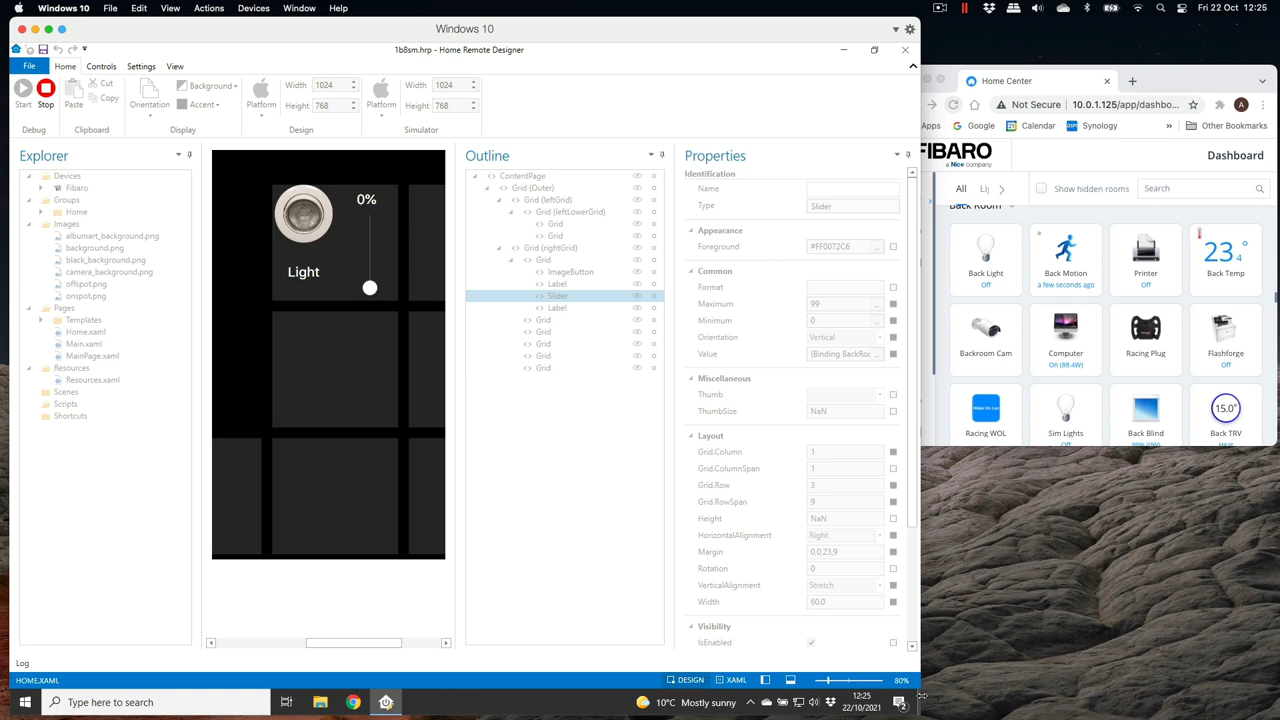 Windows 10 File Edit View Actions Devices Window Help
Fri 22 Oct 12:25
Windows 10
1b8sm.hrp - Home Remote Designer
File Home Controls Settings View
Start Stop
Debug
Paste Cut Copy
Clipboard
Orientation Background Accent
Display
Platform Width 1024 Height 768
Design
Platform Width 1024 Height 768
Simulator
Explorer
Devices
Fibaro
Groups
Home
Images
albumart_background.png
background.png
black_background.png
camera_background.png
offspot.png
onspot.png
Pages
Templates
Home.xaml
Main.xaml
MainPage.xaml
Resources
Resources.xaml
Scenes
Scripts
Shortcuts
0%
Light
Outline
ContentPage
Grid (Outer)
Grid (leftGrid)
Grid (leftLowerGrid)
Grid
Grid
Grid (rightGrid)
Grid
ImageButton
Label
Slider
Label
Grid
Grid
Grid
Grid
Grid
Properties
Identification
Name
Type Slider
Appearance
Foreground #FF0072C6 ...
Common
Format
Maximum 99 ...
Minimum 0 ...
Orientation Vertical
Value {Binding BackRoo ...
Miscellaneous
Thumb
ThumbSize NaN
Layout
Grid.Column 1
Grid.ColumnSpan 1
Grid.Row 3
Grid.RowSpan 9
Height NaN
HorizontalAlignment Right
Margin 0,0,23,9
Rotation 0
VerticalAlignment Stretch
Width 60.0
Visibility
IsEnabled
Log
HOME.XAML
DESIGN XAML 80%
Type here to search
10°C Mostly sunny
12:25
22/10/2021
2
Home Center
Not Secure 10.0.1.125/app/dashbo...
A
Apps Google Calendar Synology » Other Bookmarks
FIBARO
a Nice company
Dashboard
All Li
Show hidden rooms
Search
Back Room
Back Light
Off
Back Motion
a few seconds ago
Printer
Off
23 ° 4
Back Temp
Backroom Cam
Computer
On (88.4W)
Racing Plug
Flashforge
Off
Racing WOL
Sim Lights
Off
Back Blind
99% (0W)
15.0°
Back TRV
Heat